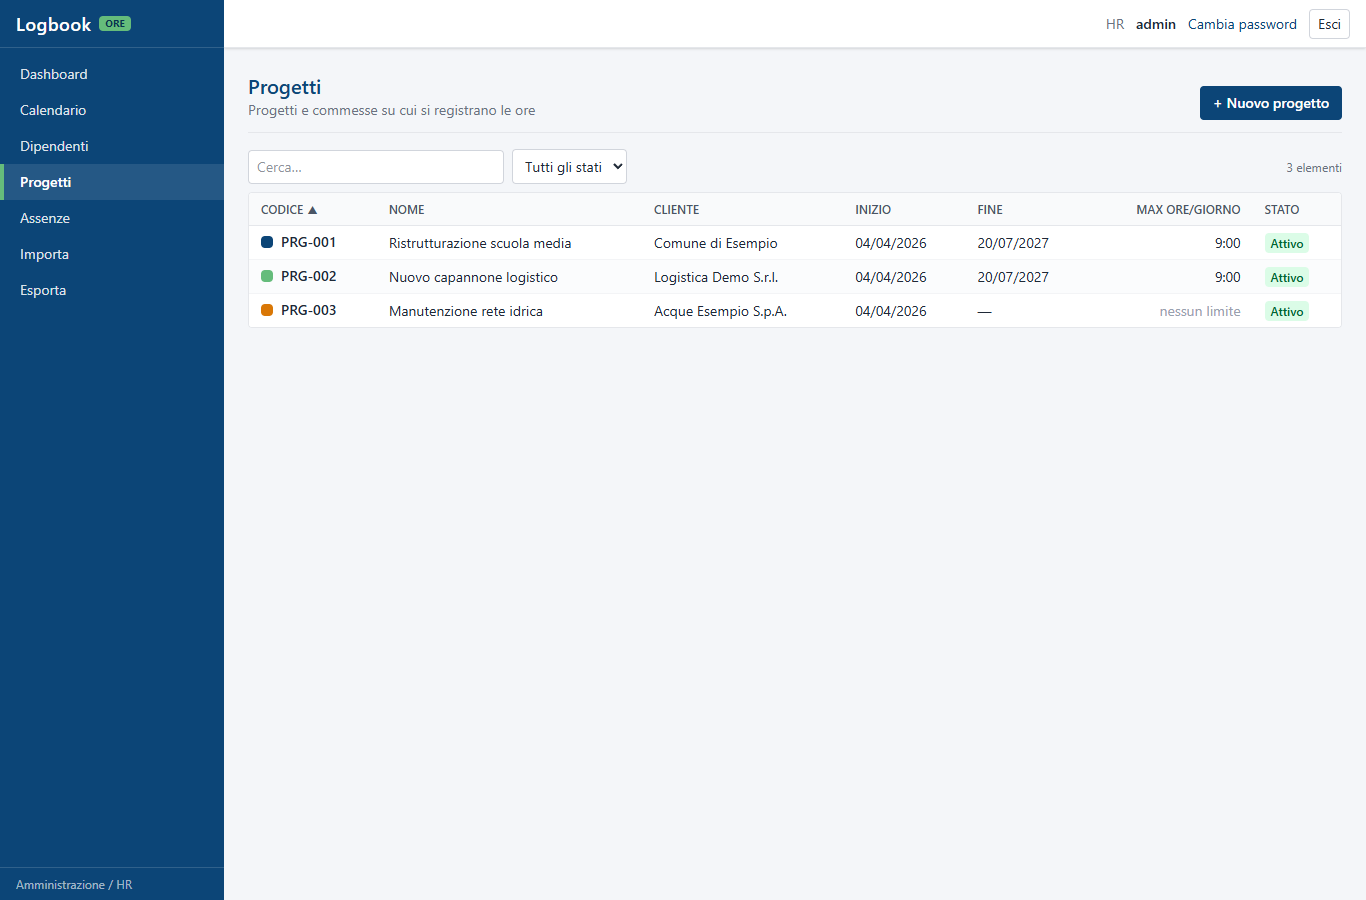 Logbook ORE
HR admin Cambia password Esci
Dashboard
Calendario
Dipendenti
Progetti
Assenze
Importa
Esporta
Amministrazione / HR
Progetti
Progetti e commesse su cui si registrano le ore
+ Nuovo progetto
Cerca... Tutti gli stati 3 elementi
CODICE ▲ NOME CLIENTE INIZIO FINE MAX ORE/GIORNO STATO
PRG-001 Ristrutturazione scuola media Comune di Esempio 04/04/2026 20/07/2027 9:00 Attivo
PRG-002 Nuovo capannone logistico Logistica Demo S.r.l. 04/04/2026 20/07/2027 9:00 Attivo
PRG-003 Manutenzione rete idrica Acque Esempio S.p.A. 04/04/2026 — nessun limite Attivo